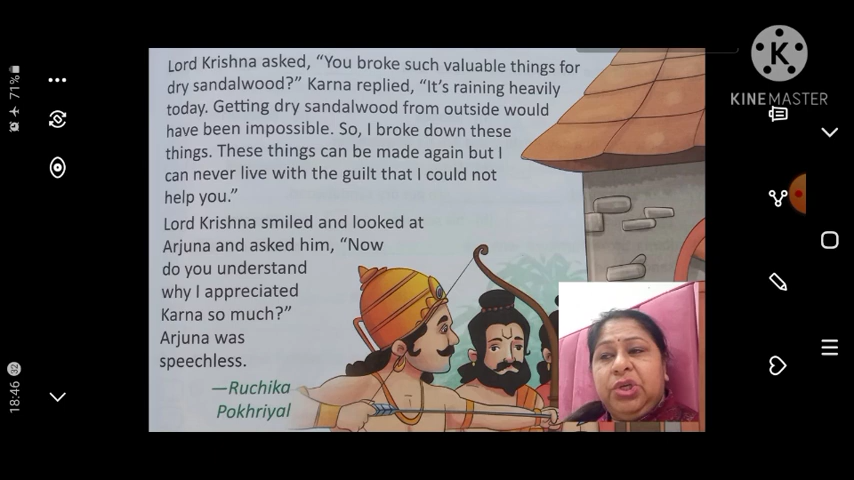 Lord Krishna asked, “You broke such valuable things for
dry sandalwood?” Karna replied, “It’s raining heavily
today. Getting dry sandalwood from outside would
have been impossible. So, I broke down these
things. These things can be made again but I
can never live with the guilt that I could not
help you.”
Lord Krishna smiled and looked at
Arjuna and asked him, “Now
do you understand
why I appreciated
Karna so much?”
Arjuna was
speechless.
—Ruchika
Pokhriyal
K
KINEMASTER
71%
18:46
32